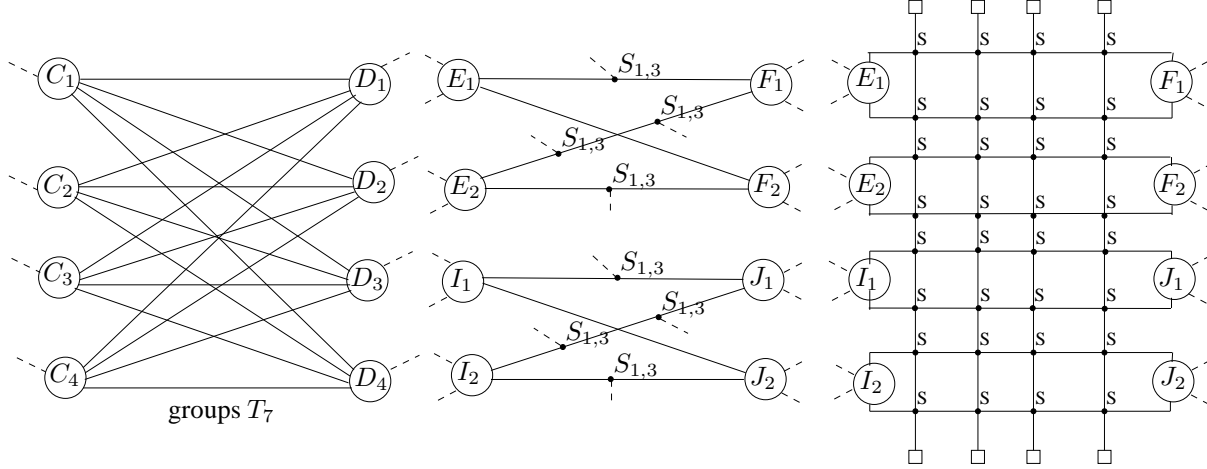 C₁ D₁
C₂ D₂
C₃ D₃
C₄ D₄
groups T₇
S₁,₃
E₁ F₁
S₁,₃
S₁,₃
S₁,₃
E₂ F₂
S₁,₃
I₁ J₁
S₁,₃
S₁,₃
S₁,₃
I₂ J₂
s s s s
E₁ F₁
s s s s
s s s s
E₂ F₂
s s s s
s s s s
I₁ J₁
s s s s
s s s s
I₂ J₂
s s s s